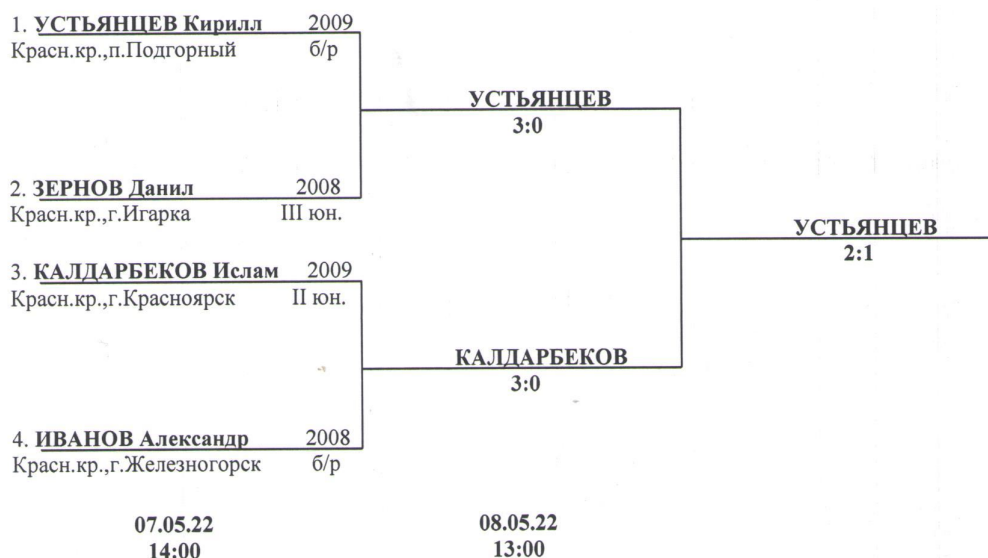 1. УСТЬЯНЦЕВ Кирилл 2009
Красн.кр.,п.Подгорный б/р
УСТЬЯНЦЕВ
3:0
2. ЗЕРНОВ Данил 2008
Красн.кр.,г.Игарка III юн.
УСТЬЯНЦЕВ
2:1
3. КАЛДАРБЕКОВ Ислам 2009
Красн.кр.,г.Красноярск II юн.
КАЛДАРБЕКОВ
3:0
4. ИВАНОВ Александр 2008
Красн.кр.,г.Железногорск б/р
07.05.22 08.05.22
14:00 13:00